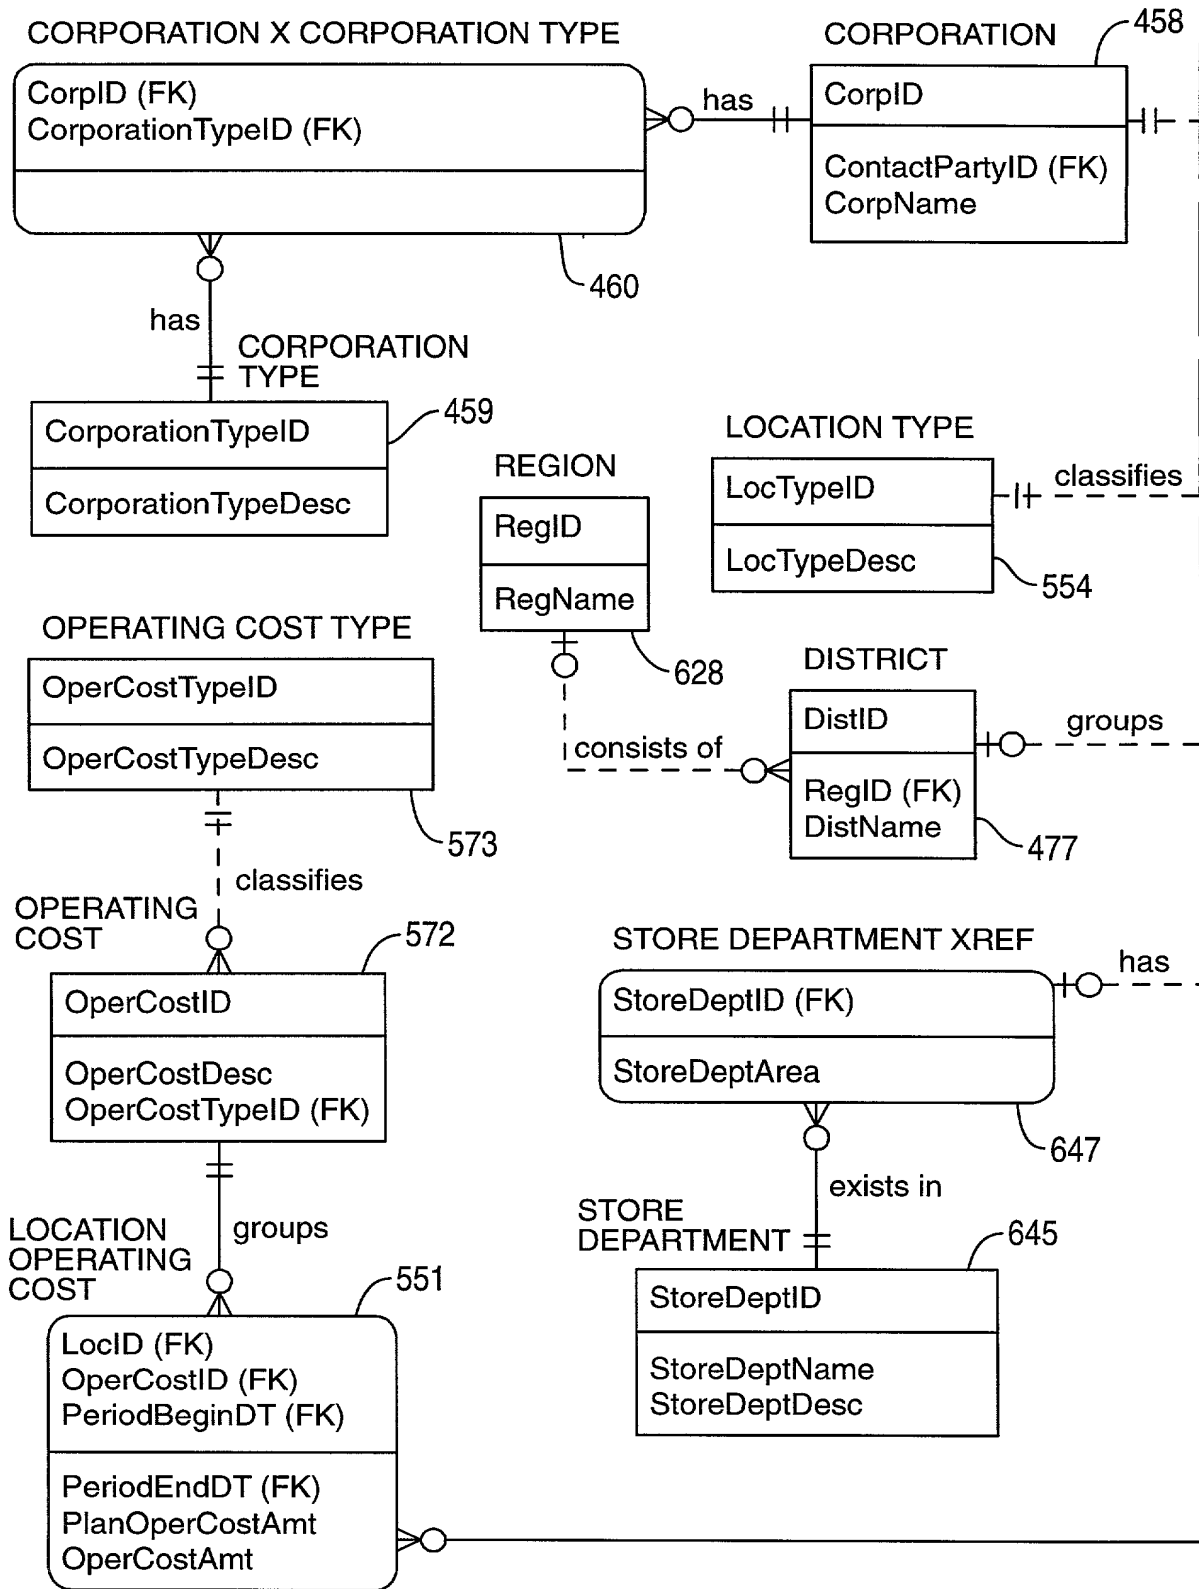 CORPORATION X CORPORATION TYPE
CorpID (FK)
CorporationTypeID (FK)
has
CORPORATION
458
CorpID
ContactPartyID (FK)
CorpName
460
has
CORPORATION
TYPE
459
CorporationTypeID
CorporationTypeDesc
REGION
RegID
RegName
628
LOCATION TYPE
LocTypeID
LocTypeDesc
classifies
554
OPERATING COST TYPE
OperCostTypeID
OperCostTypeDesc
573
consists of
DISTRICT
DistID
RegID (FK)
DistName
groups
477
classifies
OPERATING
COST
572
OperCostID
OperCostDesc
OperCostTypeID (FK)
STORE DEPARTMENT XREF
has
StoreDeptID (FK)
StoreDeptArea
647
exists in
STORE
DEPARTMENT
645
StoreDeptID
StoreDeptName
StoreDeptDesc
groups
LOCATION
OPERATING
COST
551
LocID (FK)
OperCostID (FK)
PeriodBeginDT (FK)
PeriodEndDT (FK)
PlanOperCostAmt
OperCostAmt